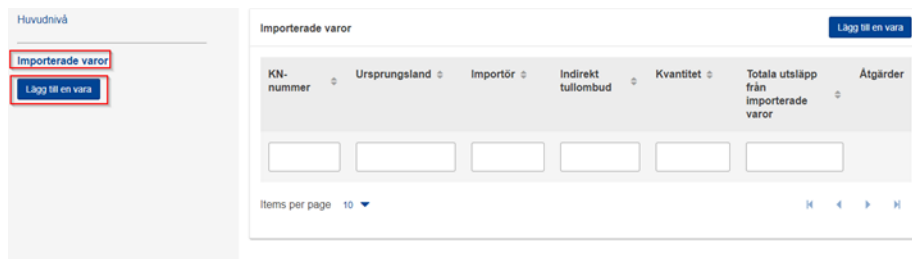 Huvudnivå
Importerade varor
Lägg till en vara
Importerade varor
Lägg till en vara
KN-
nummer
Ursprungsland
Importör
Indirekt
tullombud
Kvantitet
Totala utsläpp
från
importerade
varor
Åtgärder
Items per page 10